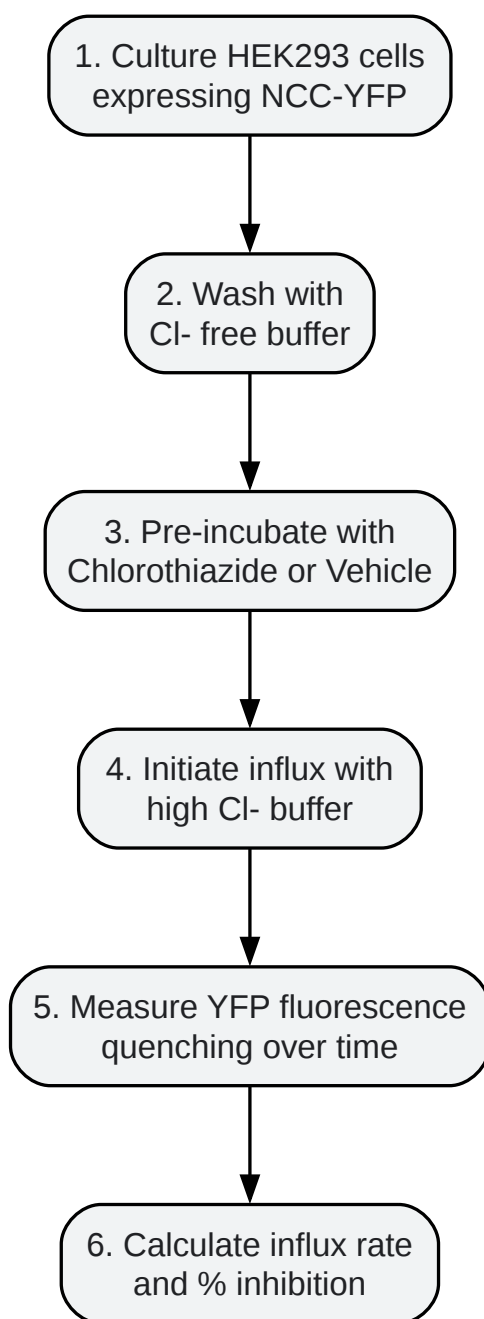 1. Culture HEK293 cells
expressing NCC-YFP
2. Wash with
Cl- free buffer
3. Pre-incubate with
Chlorothiazide or Vehicle
4. Initiate influx with
high Cl- buffer
5. Measure YFP fluorescence
quenching over time
6. Calculate influx rate
and % inhibition